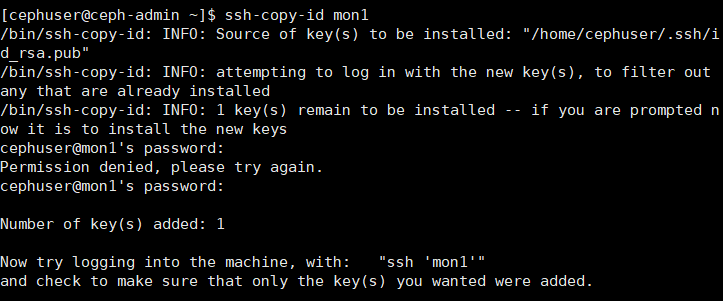 [cephuser@ceph-admin ~]$ ssh-copy-id mon1
/bin/ssh-copy-id: INFO: Source of key(s) to be installed: "/home/cephuser/.ssh/i
d_rsa.pub"
/bin/ssh-copy-id: INFO: attempting to log in with the new key(s), to filter out
any that are already installed
/bin/ssh-copy-id: INFO: 1 key(s) remain to be installed -- if you are prompted n
ow it is to install the new keys
cephuser@mon1's password:
Permission denied, please try again.
cephuser@mon1's password:
Number of key(s) added: 1
Now try logging into the machine, with:   "ssh 'mon1'"
and check to make sure that only the key(s) you wanted were added.